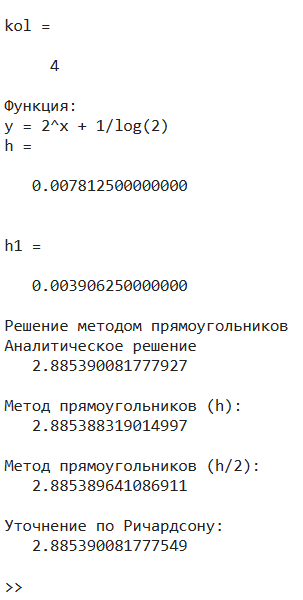 kol =
4
Функция:
y = 2^x + 1/log(2)
h =
0.007812500000000
h1 =
0.003906250000000
Решение методом прямоугольников
Аналитическое решение
2.885390081777927
Метод прямоугольников (h):
2.885388319014997
Метод прямоугольников (h/2):
2.885389641086911
Уточнение по Ричардсону:
2.885390081777549
>>